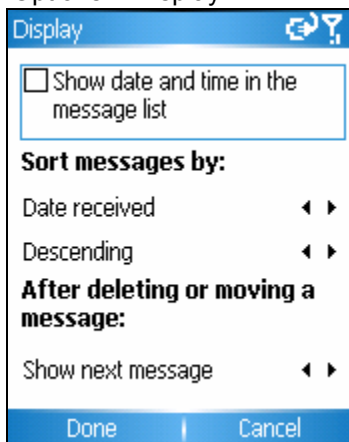 Display
Show date and time in the
message list
Sort messages by:
Date received
Descending
After deleting or moving a
message:
Show next message
Done
Cancel